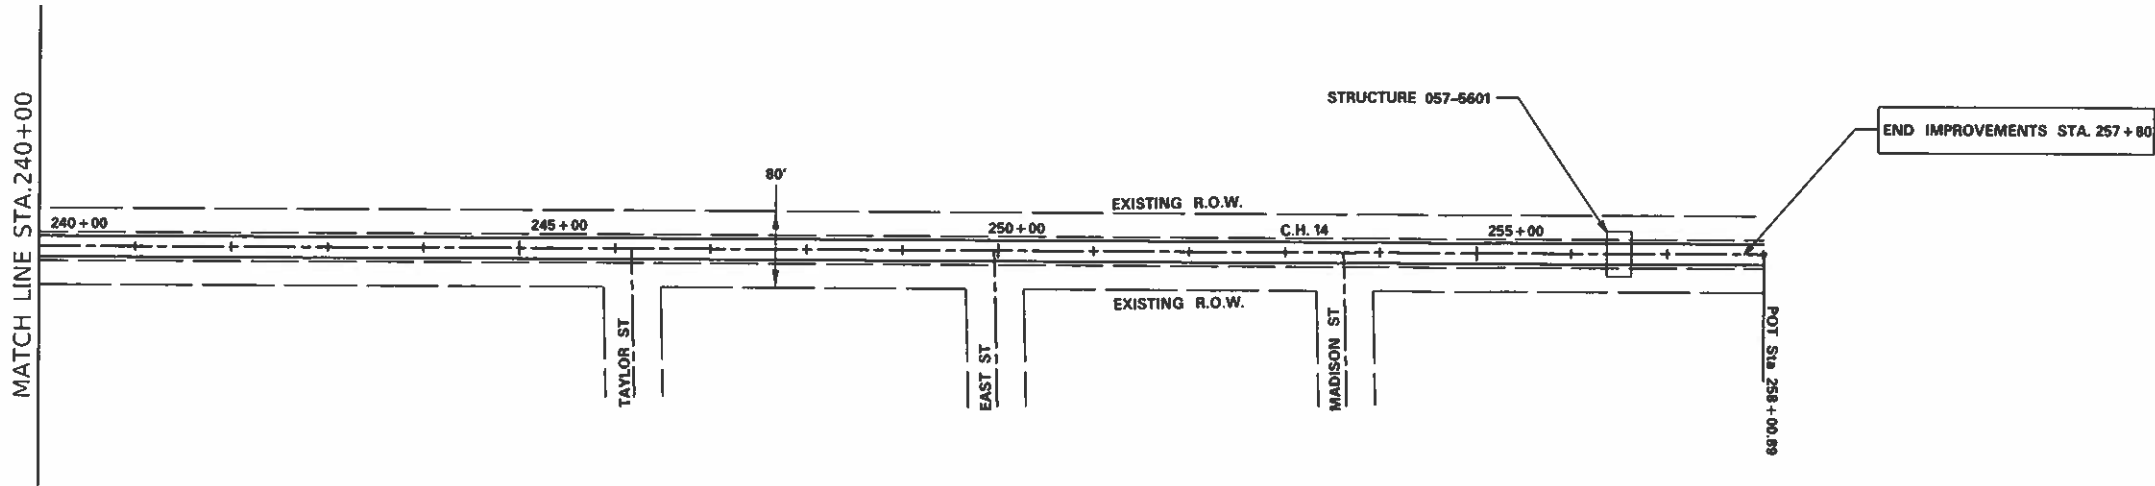 MATCH LINE STA.240+00
STRUCTURE 057-5601
END IMPROVEMENTS STA. 257+80
80'
EXISTING R.O.W.
240+00
245+00
250+00
C.H. 14
255+00
EXISTING R.O.W.
TAYLOR ST
EAST ST
MADISON ST
POT Sta 258+00.89